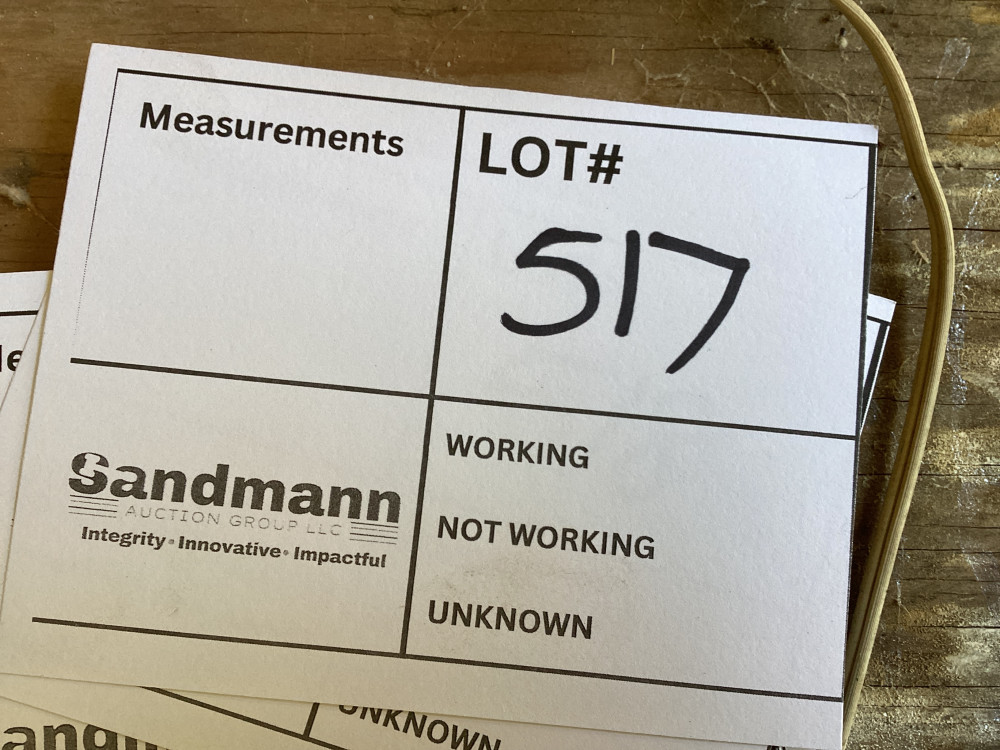 Measurements
LOT#
517
Sandmann
AUCTION GROUP LLC
Integrity • Innovative • Impactful
WORKING
NOT WORKING
UNKNOWN
UNKNOWN